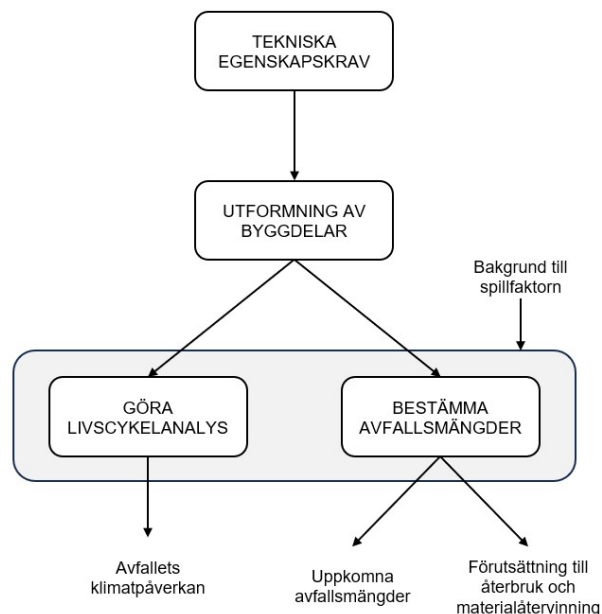 TEKNISKA
EGENSKAPSKRAV
UTFORMNING AV
BYGGDELAR
Bakgrund till
spillfaktorn
GÖRA
LIVSCYKELANALYS
BESTÄMMA
AVFALLSMÄNGDER
Avfallets
klimatpåverkan
Uppkomna
avfallsmängder
Förutsättning till
återbruk och
materialåtervinning